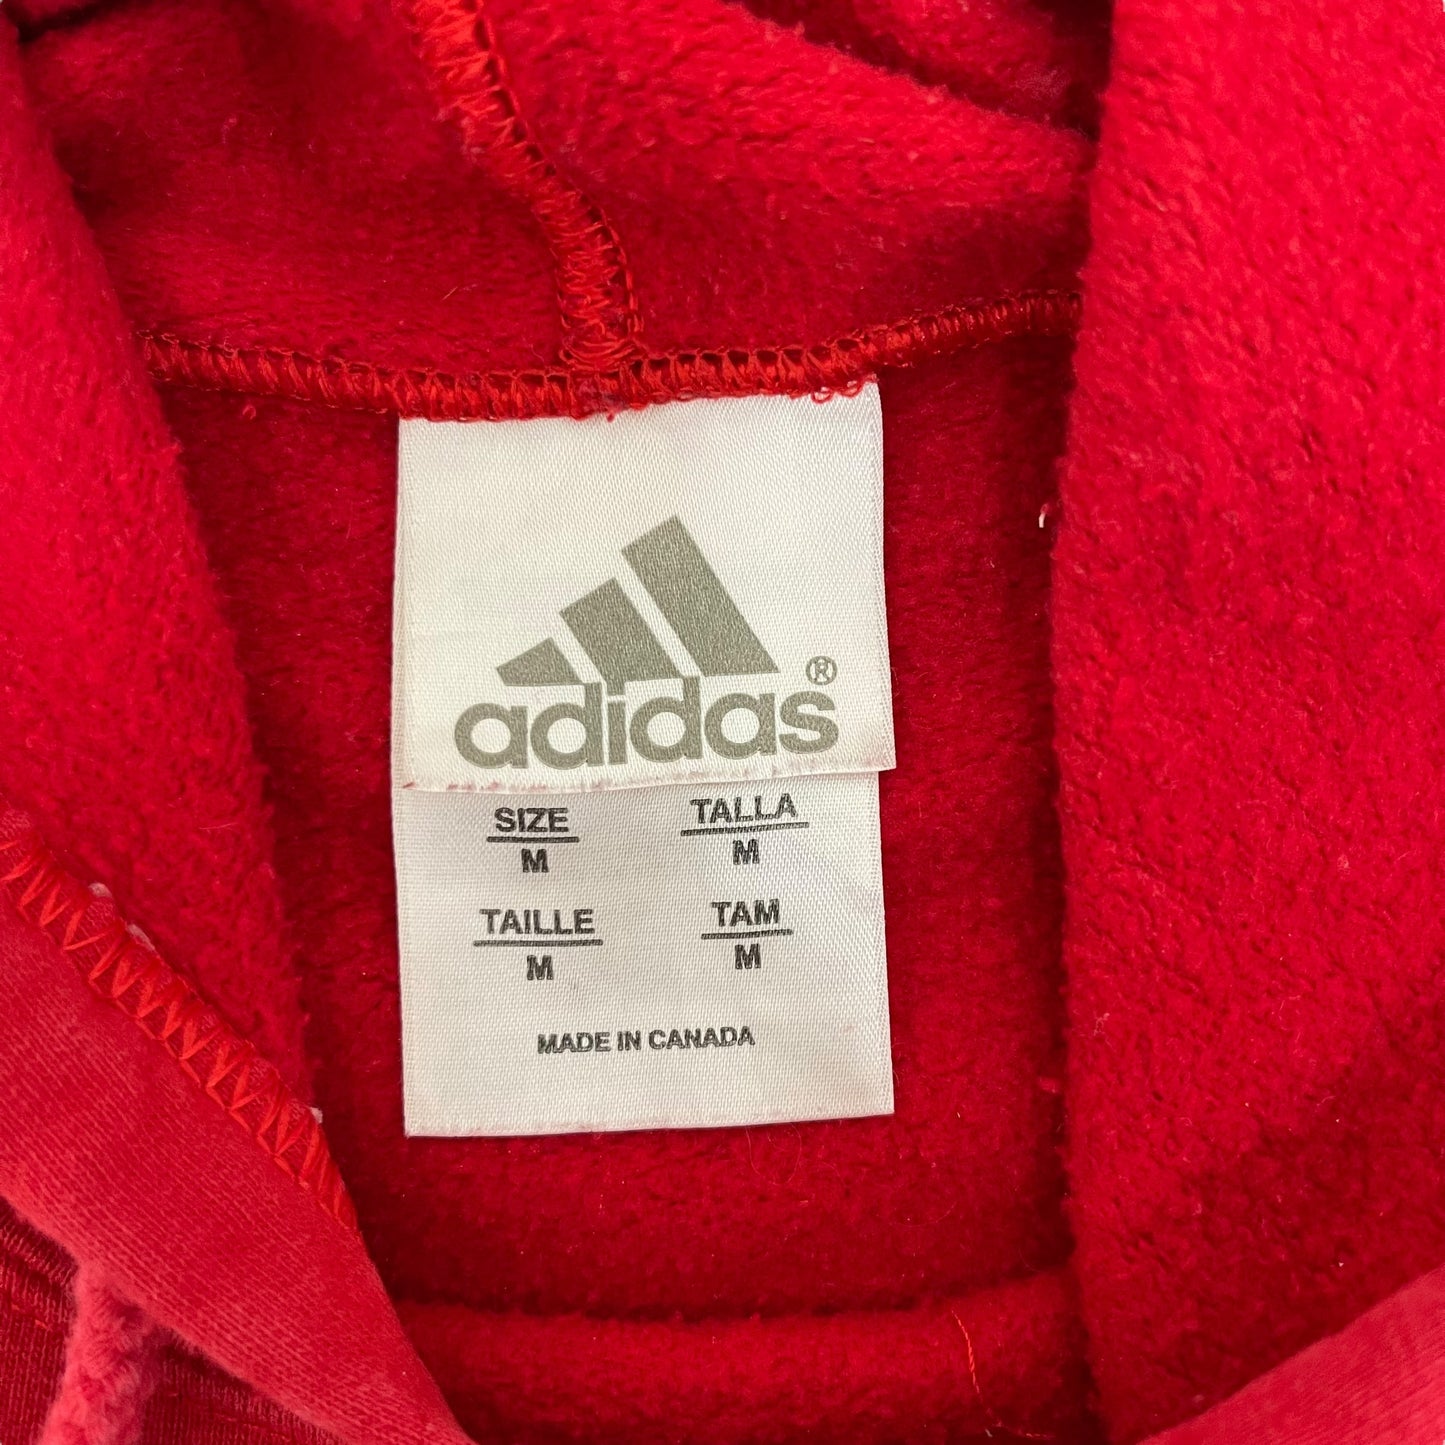 adidas®
SIZE TALLA
M M
TAILLE TAM
M M
MADE IN CANADA